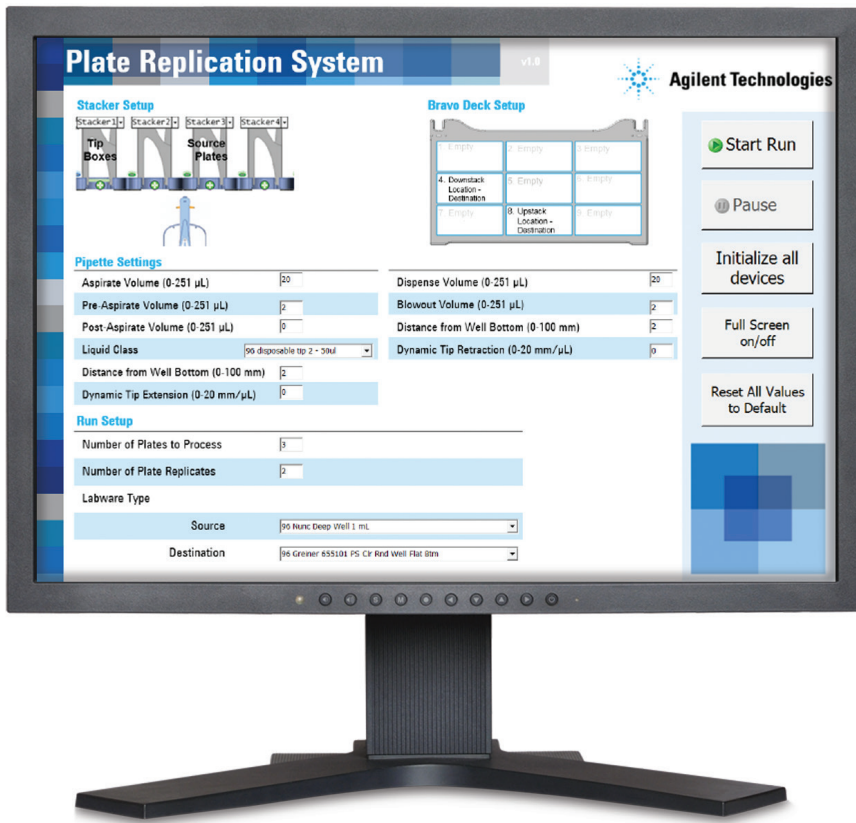 Plate Replication System
v1.0
Agilent Technologies
Stacker Setup
Stacker1 Stacker2 Stacker3 Stacker4
Tip
Boxes
Source
Plates
Bravo Deck Setup
1. Empty
2. Empty
3 Empty
4. Downstack
Location -
Destination
5. Empty
6. Empty
7. Empty
8. Upstack
Location -
Destination
9. Empty
Pipette Settings
Aspirate Volume (0-251 µL) 20
Pre-Aspirate Volume (0-251 µL) 2
Post-Aspirate Volume (0-251 µL) 0
Liquid Class 96 disposable tip 2 - 50ul
Distance from Well Bottom (0-100 mm) 2
Dynamic Tip Extension (0-20 mm/µL) 0
Dispense Volume (0-251 µL) 20
Blowout Volume (0-251 µL) 2
Distance from Well Bottom (0-100 mm) 2
Dynamic Tip Retraction (0-20 mm/µL) 0
Run Setup
Number of Plates to Process 3
Number of Plate Replicates 2
Labware Type
Source 96 Nunc Deep Well 1 mL
Destination 96 Greiner 655101 PS Clr Rnd Well Flat Btm
Start Run
Pause
Initialize all
devices
Full Screen
on/off
Reset All Values
to Default